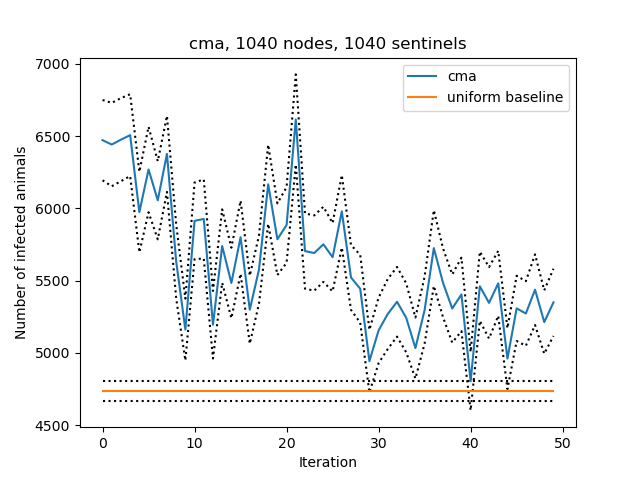 cma, 1040 nodes, 1040 sentinels
cma
uniform baseline
7000
6500
6000
5500
5000
4500
Number of infected animals
0
10
20
30
40
50
Iteration